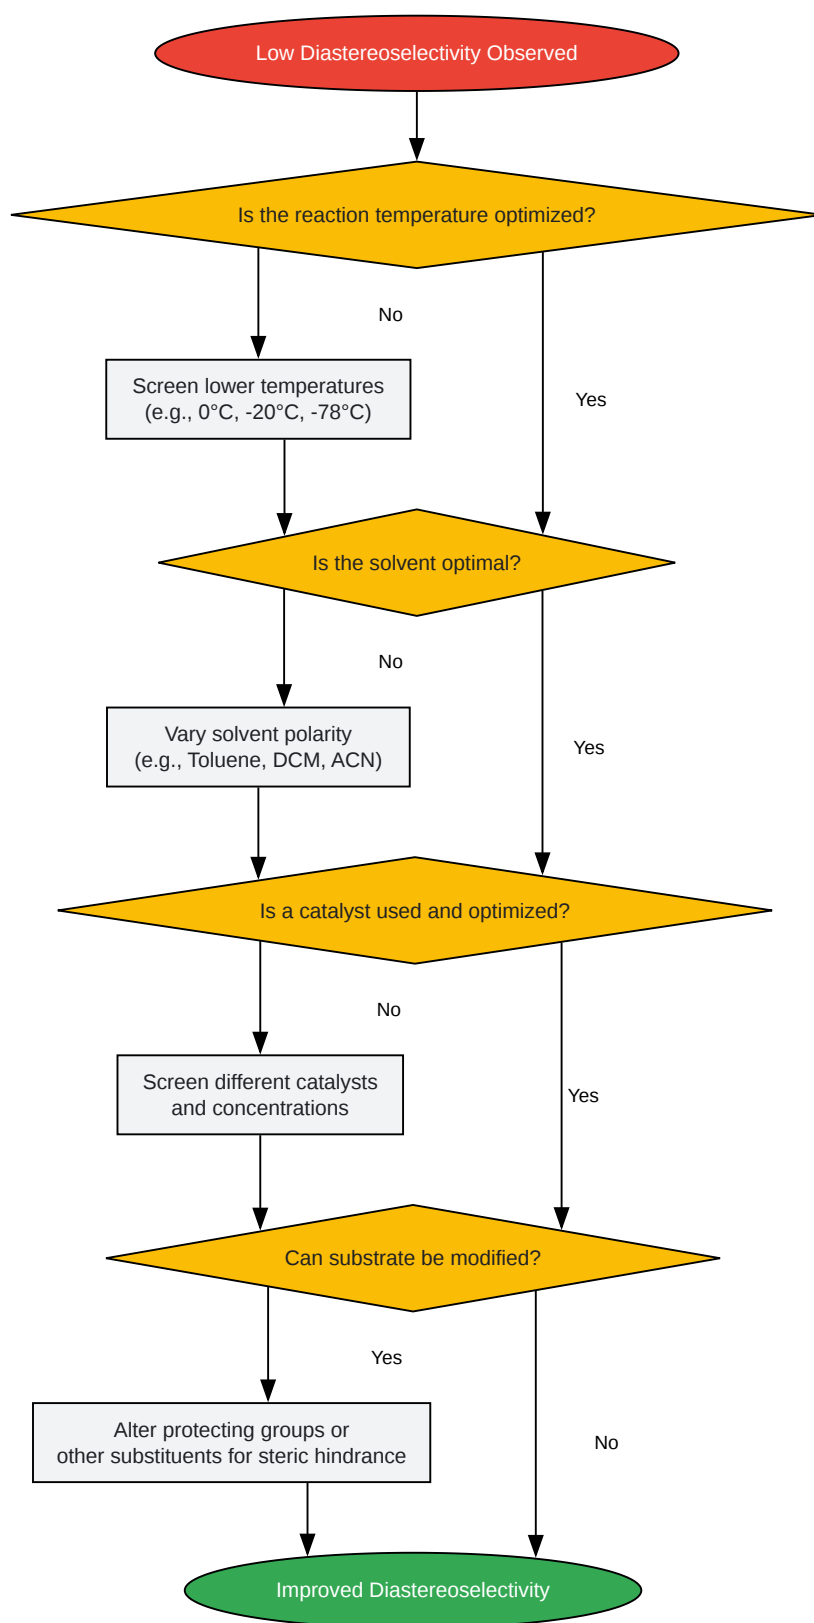 Low Diastereoselectivity Observed
Is the reaction temperature optimized?
No
Screen lower temperatures
(e.g., 0°C, -20°C, -78°C)
Yes
Is the solvent optimal?
No
Vary solvent polarity
(e.g., Toluene, DCM, ACN)
Yes
Is a catalyst used and optimized?
No
Screen different catalysts
and concentrations
Yes
Can substrate be modified?
Yes
Alter protecting groups or
other substituents for steric hindrance
No
Improved Diastereoselectivity